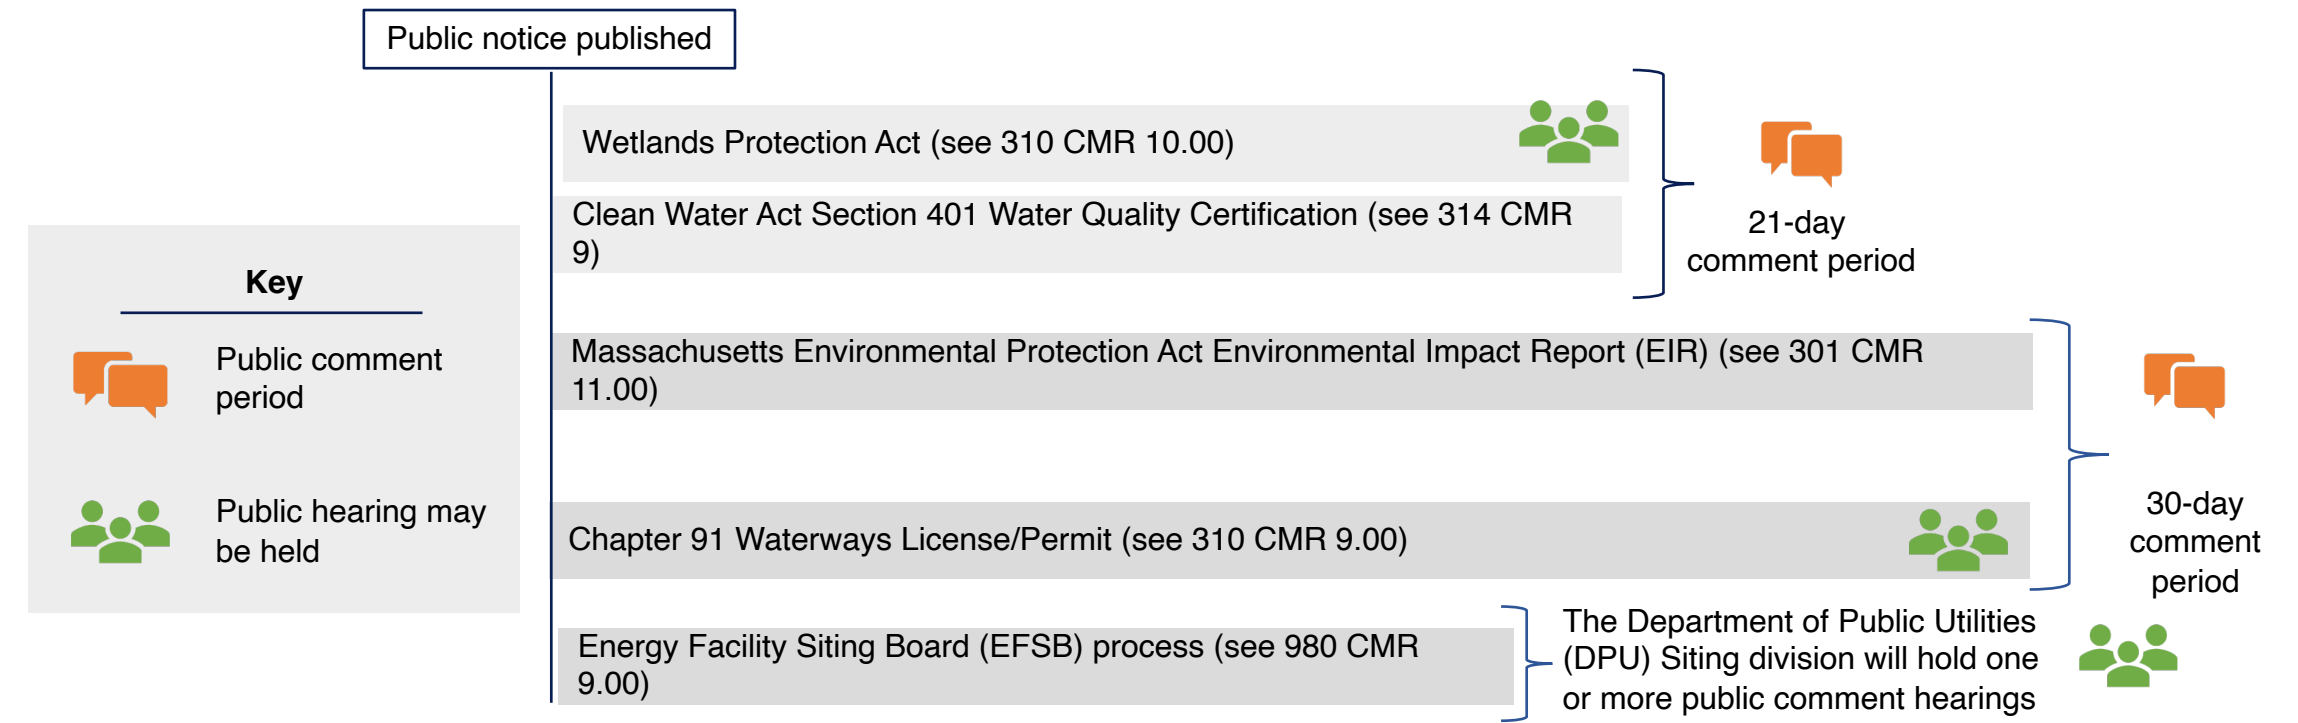 Public notice published
Wetlands Protection Act (see 310 CMR 10.00)
Clean Water Act Section 401 Water Quality Certification (see 314 CMR
9)
21-day
comment period
Key
Public comment
period
Public hearing may
be held
Massachusetts Environmental Protection Act Environmental Impact Report (EIR) (see 301 CMR
11.00)
Chapter 91 Waterways License/Permit (see 310 CMR 9.00)
30-day
comment
period
Energy Facility Siting Board (EFSB) process (see 980 CMR
9.00)
The Department of Public Utilities
(DPU) Siting division will hold one
or more public comment hearings